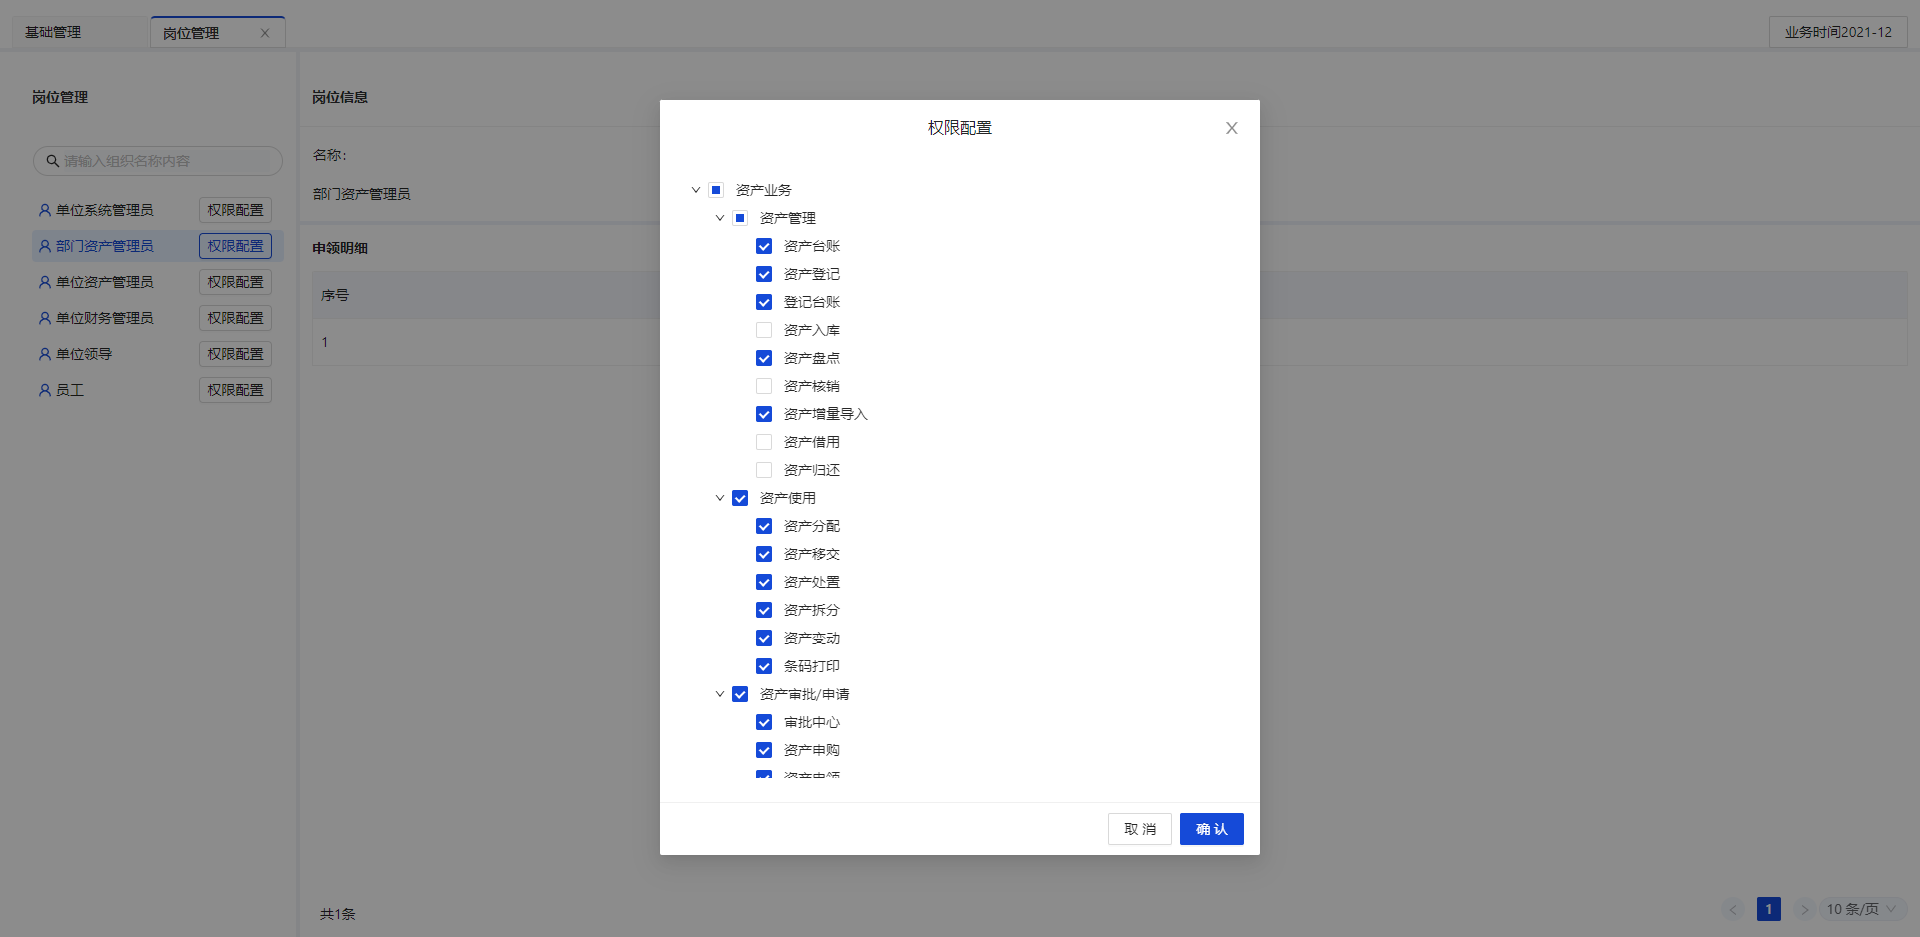 基础管理
岗位管理
业务时间2021-12
岗位管理
请输入组织名称内容
单位系统管理员 权限配置
部门资产管理员 权限配置
单位资产管理员 权限配置
单位财务管理员 权限配置
单位领导 权限配置
员工 权限配置
岗位信息
名称：
部门资产管理员
申领明细
序号
1
共1条
1
10 条/页
权限配置
资产业务
资产管理
资产台账
资产登记
登记台账
资产入库
资产盘点
资产核销
资产增量导入
资产借用
资产归还
资产使用
资产分配
资产移交
资产处置
资产拆分
资产变动
条码打印
资产审批/申请
审批中心
资产申购
资产申领
取 消
确 认